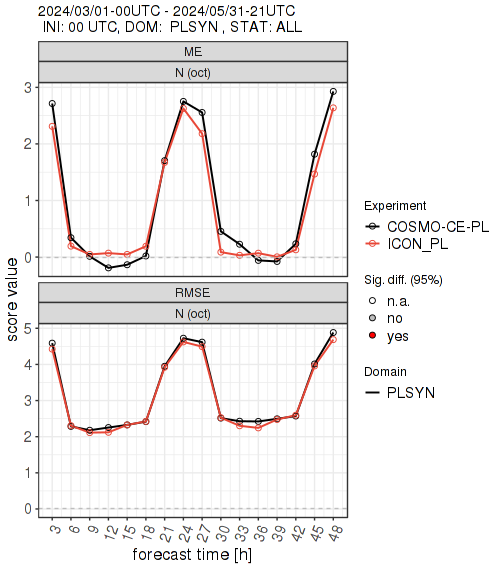 2024/03/01-00UTC - 2024/05/31-21UTC
INI: 00 UTC, DOM:  PLSYN , STAT: ALL
ME
N (oct)
3
2
1
0
RMSE
N (oct)
5
4
3
2
1
0
3 6 9 12 15 18 21 24 27 30 33 36 39 42 45 48
forecast time [h]
score value
Experiment
COSMO-CE-PL
ICON_PL
Sig. diff. (95%)
n.a.
no
yes
Domain
PLSYN